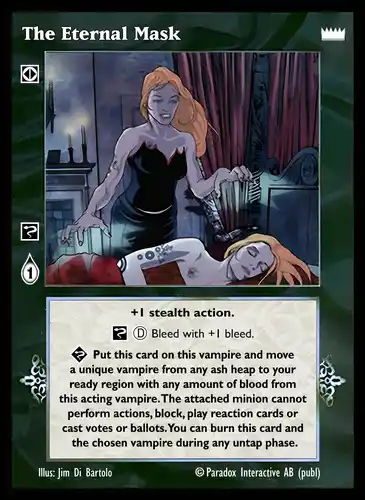 The Eternal Mask
1
+1 stealth action.
D Bleed with +1 bleed.
Put this card on this vampire and move
a unique vampire from any ash heap to your
ready region with any amount of blood from
this acting vampire. The attached minion cannot
perform actions, block, play reaction cards or
cast votes or ballots. You can burn this card and
the chosen vampire during any untap phase.
Illus: Jim Di Bartolo © Paradox Interactive AB (publ)